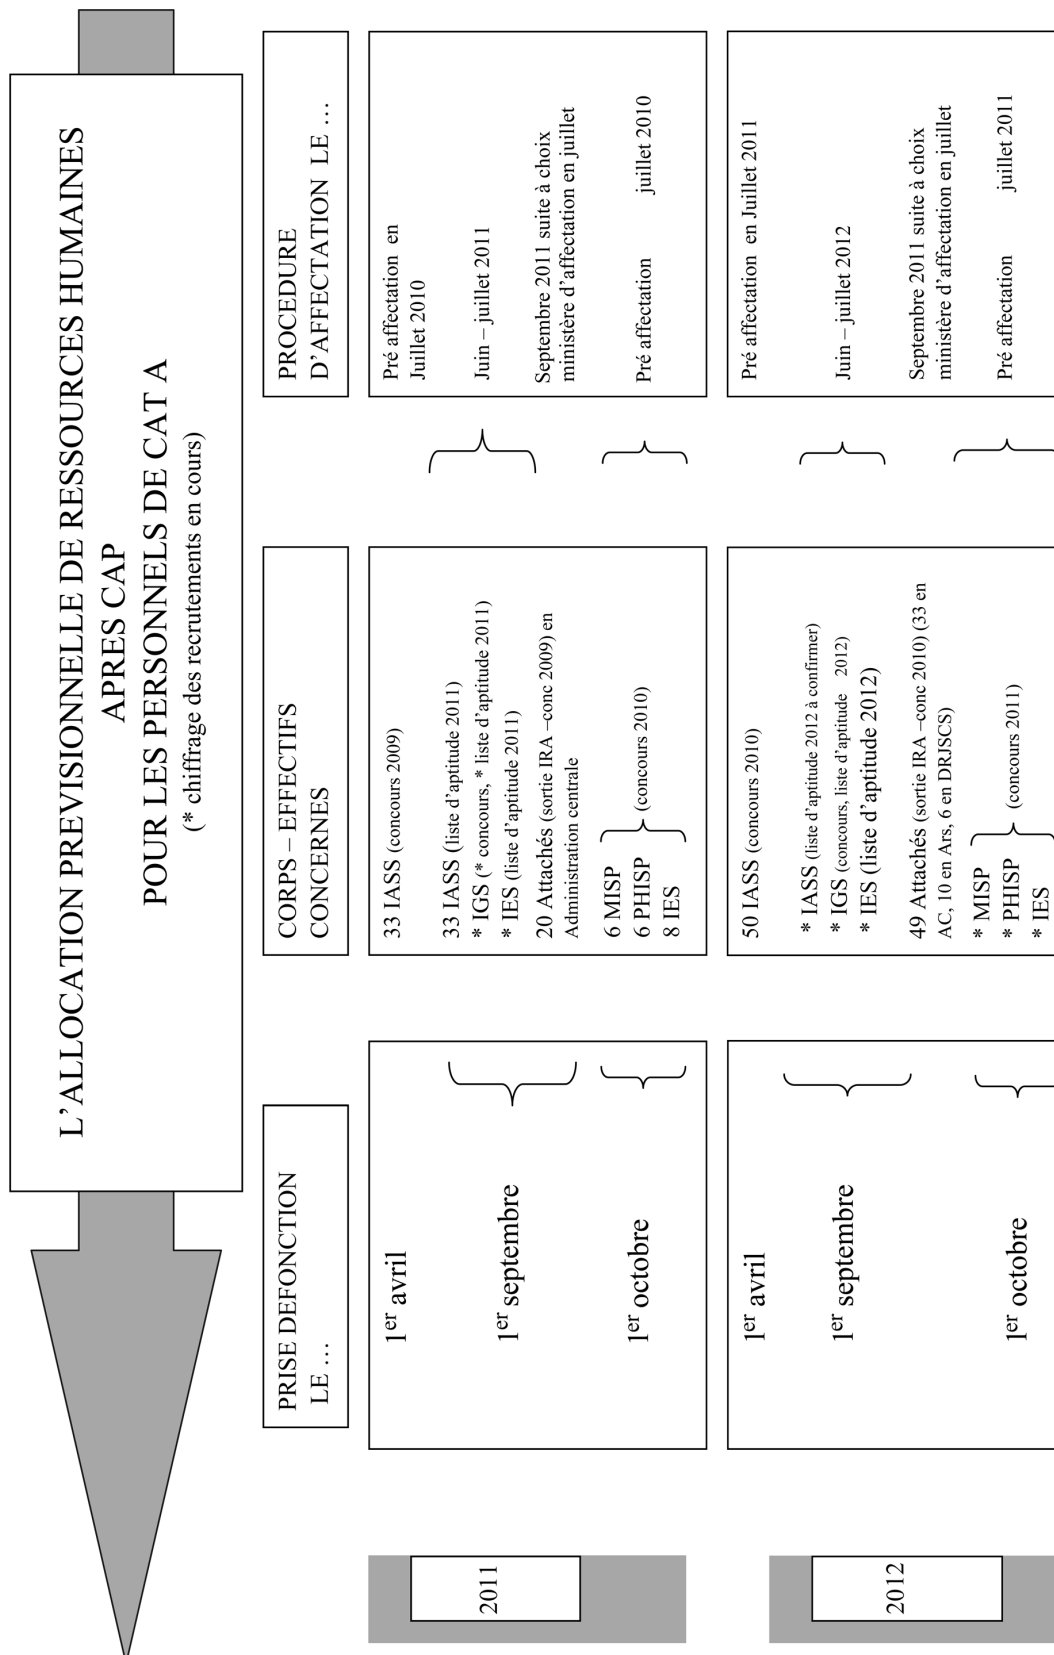 L'ALLOCATION PREVISIONNELLE DE RESSOURCES HUMAINES
APRES CAP
POUR LES PERSONNELS DE CAT A
(* chiffrage des recrutements en cours)
PRISE DEFONCTION
LE …
CORPS – EFFECTIFS
CONCERNES
PROCEDURE
D'AFFECTATION LE …
2011
1er avril
1er septembre
1er octobre
33 IASS (concours 2009)
33 IASS (liste d'aptitude 2011)
* IGS (* concours, * liste d'aptitude 2011)
* IES (liste d'aptitude 2011)
20 Attachés (sortie IRA –conc 2009) en
Administration centrale
6 MISP
6 PHISP (concours 2010)
8 IES
Pré affectation en
Juillet 2010
Juin – juillet 2011
Septembre 2011 suite à choix
ministère d'affectation en juillet
Pré affectation juillet 2010
2012
1er avril
1er septembre
1er octobre
50 IASS (concours 2010)
* IASS (liste d'aptitude 2012 à confirmer)
* IGS (concours, liste d'aptitude 2012)
* IES (liste d'aptitude 2012)
49 Attachés (sortie IRA –conc 2010) (33 en
AC, 10 en Ars, 6 en DRJSCS)
* MISP
* PHISP (concours 2011)
* IES
Pré affectation en Juillet 2011
Juin – juillet 2012
Septembre 2011 suite à choix
ministère d'affectation en juillet
Pré affectation juillet 2011